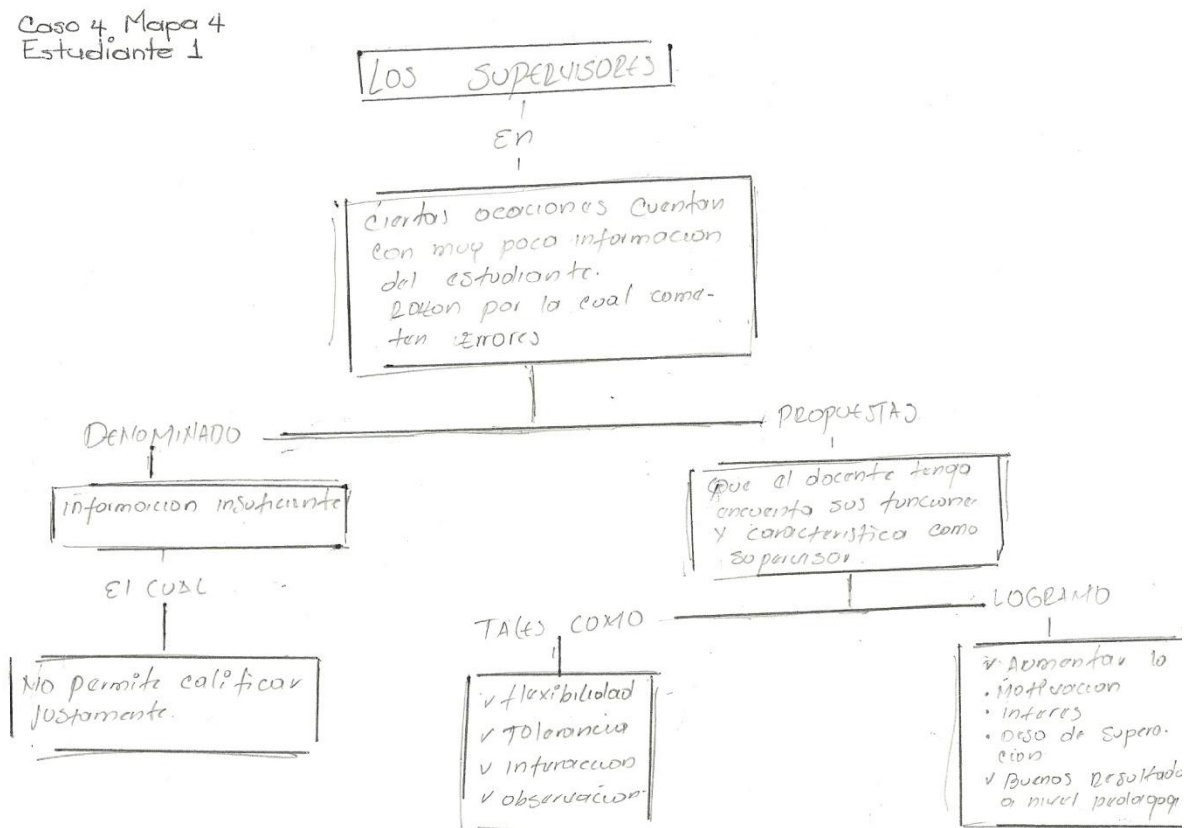 Caso 4. Mapa 4
Estudiante 1
LOS SUPERVISORES
En
ciertas ocaciones cuentan
con muy poca informacion
del estudiante.
Razon por la cual come-
ten Errores
DENOMINADO
PROPUESTAS
informacion insuficiente
Que el docente tenga
encuenta sus funcione
y caracteristica como
supervisor.
El CUAL
No permite calificar
justamente.
TALES COMO
LOGRAMO
v flexibilidad
v Tolerancia
v Interaccion
v observacion
v Aumentar la
• Motivacion
• Interes
• Deso de Supera-
cion
v Buenos Resultado
a nivel pedagogi